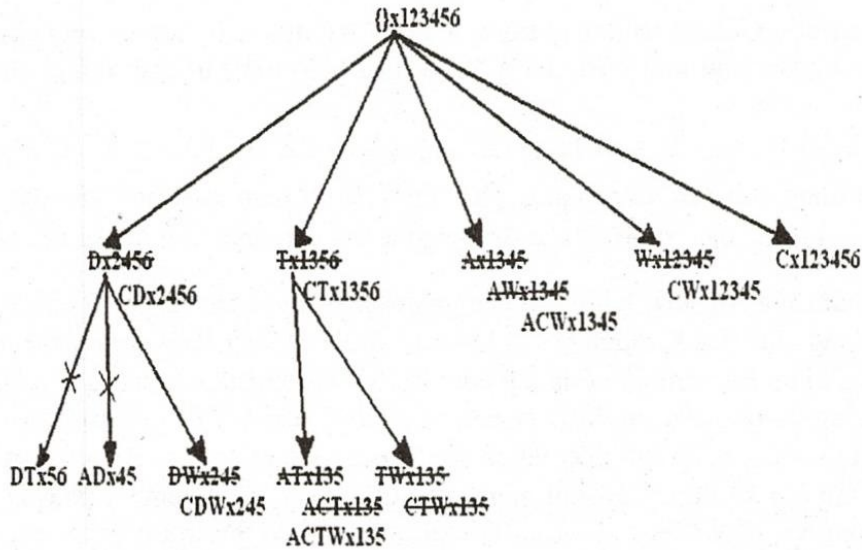 {}x123456
Dx2456 Tx1356 Ax1345 Wx12345 Cx123456
CDx2456 CTx1356 AWx1345 CWx12345
ACWx1345
DTx56 ADx45 DWx245 ATx135 TWx135
CDWx245 ACTx135 CTWx135
ACTWx135